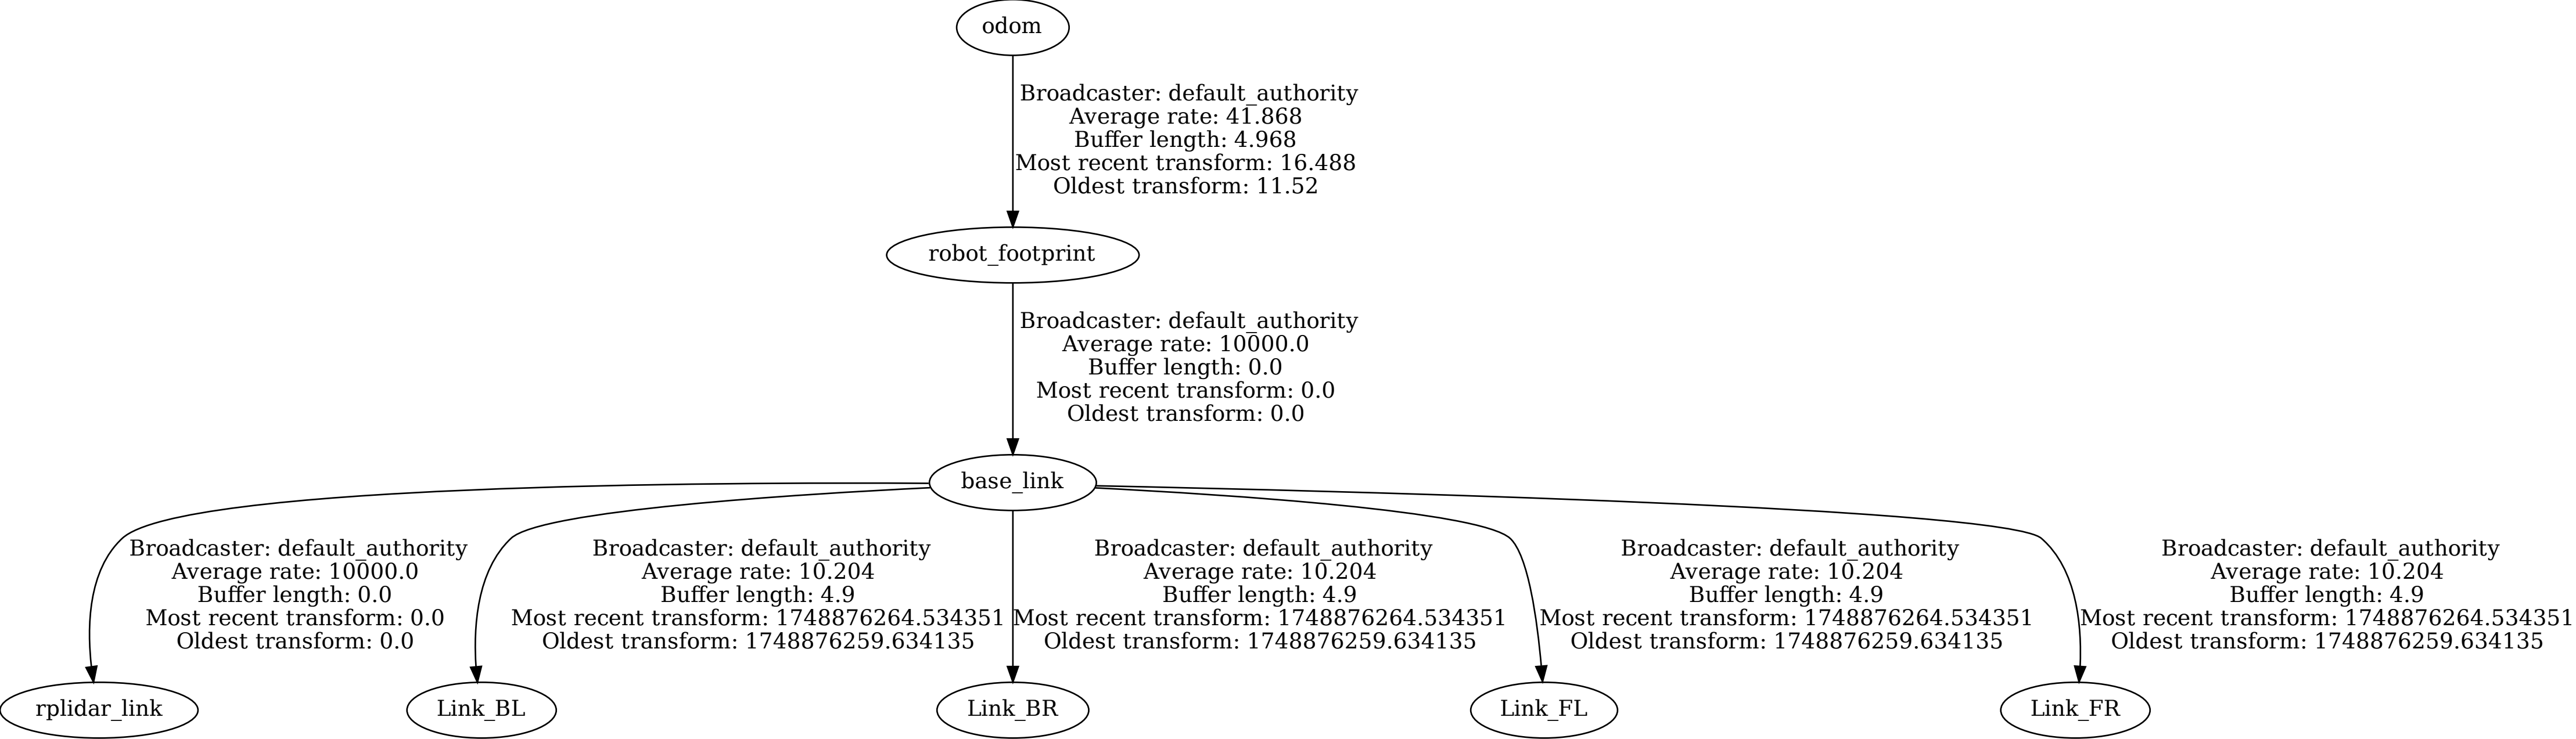 odom
Broadcaster: default_authority
Average rate: 41.868
Buffer length: 4.968
Most recent transform: 16.488
Oldest transform: 11.52
robot_footprint
Broadcaster: default_authority
Average rate: 10000.0
Buffer length: 0.0
Most recent transform: 0.0
Oldest transform: 0.0
base_link
Broadcaster: default_authority
Average rate: 10000.0
Buffer length: 0.0
Most recent transform: 0.0
Oldest transform: 0.0
Broadcaster: default_authority
Average rate: 10.204
Buffer length: 4.9
Most recent transform: 1748876264.534351
Oldest transform: 1748876259.634135
Broadcaster: default_authority
Average rate: 10.204
Buffer length: 4.9
Most recent transform: 1748876264.534351
Oldest transform: 1748876259.634135
Broadcaster: default_authority
Average rate: 10.204
Buffer length: 4.9
Most recent transform: 1748876264.534351
Oldest transform: 1748876259.634135
Broadcaster: default_authority
Average rate: 10.204
Buffer length: 4.9
Most recent transform: 1748876264.534351
Oldest transform: 1748876259.634135
rplidar_link
Link_BL
Link_BR
Link_FL
Link_FR